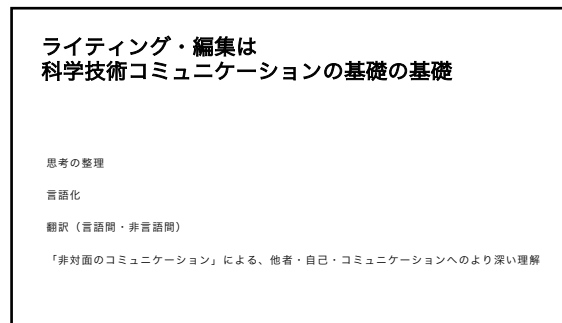 ライティング・編集は
科学技術コミュニケーションの基礎の基礎
思考の整理
言語化
翻訳（言語間・非言語間）
「非対面のコミュニケーション」による、他者・自己・コミュニケーションへのより深い理解